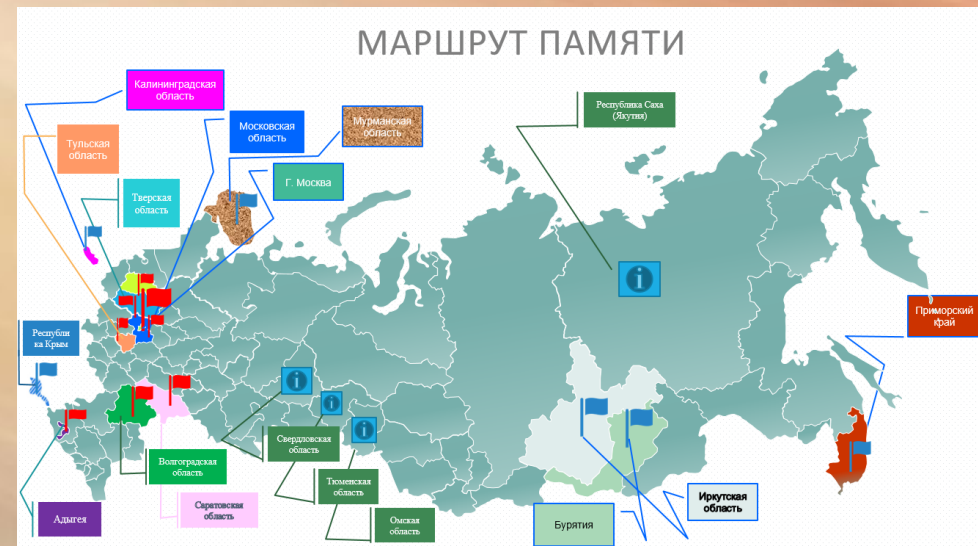 МАРШРУТ ПАМЯТИ
Калининградская
область
Московская
область
Мурманская
область
Республика Саха
(Якутия)
Тульская
область
Г. Москва
Тверская
область
Приморский
край
Республи
ка Крым
Свердловская
область
Волгоградская
область
Тюменская
область
Саратовская
область
Иркутская
область
Адыгея
Омская
область
Бурятия